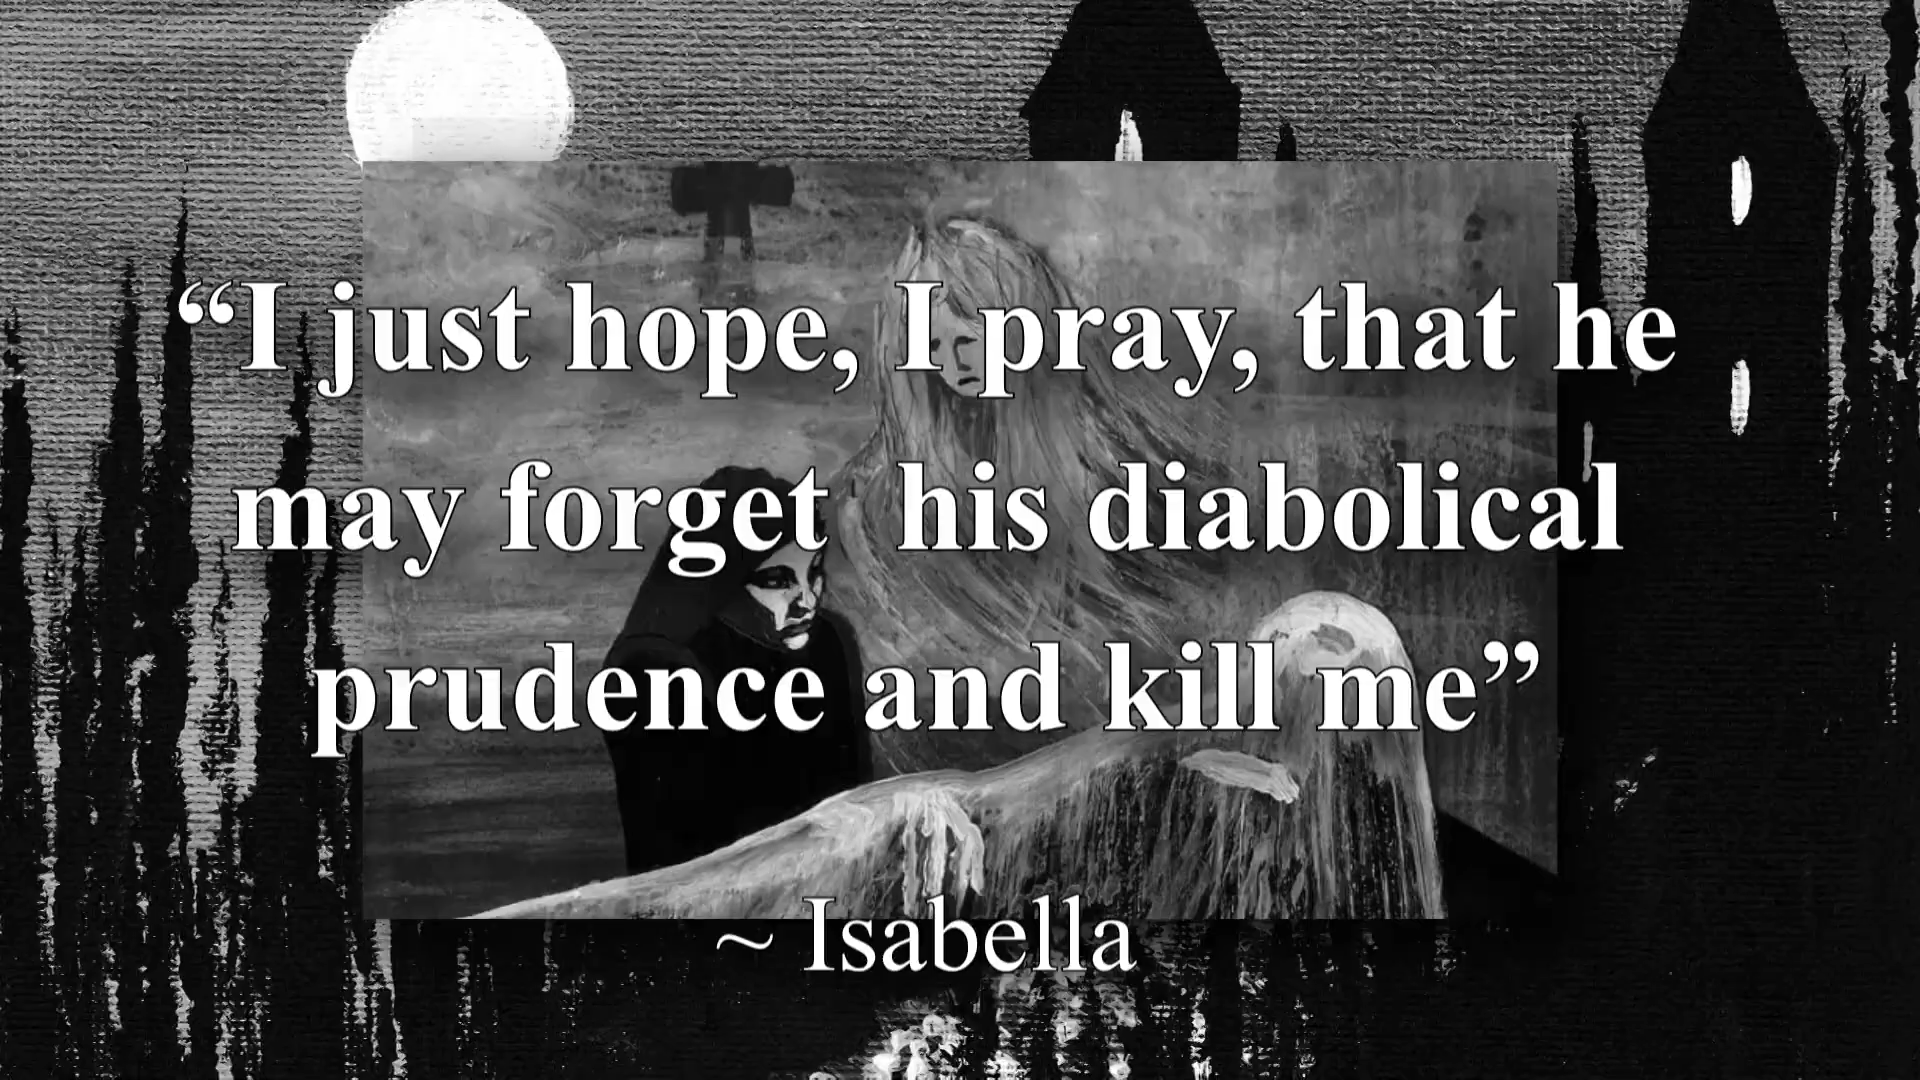 “I just hope, I pray, that he
may forget  his diabolical
prudence and kill me”
~ Isabella